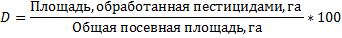 Площадь, обработанная пестицидами, га
D = * 100
Общая посевная площадь, га